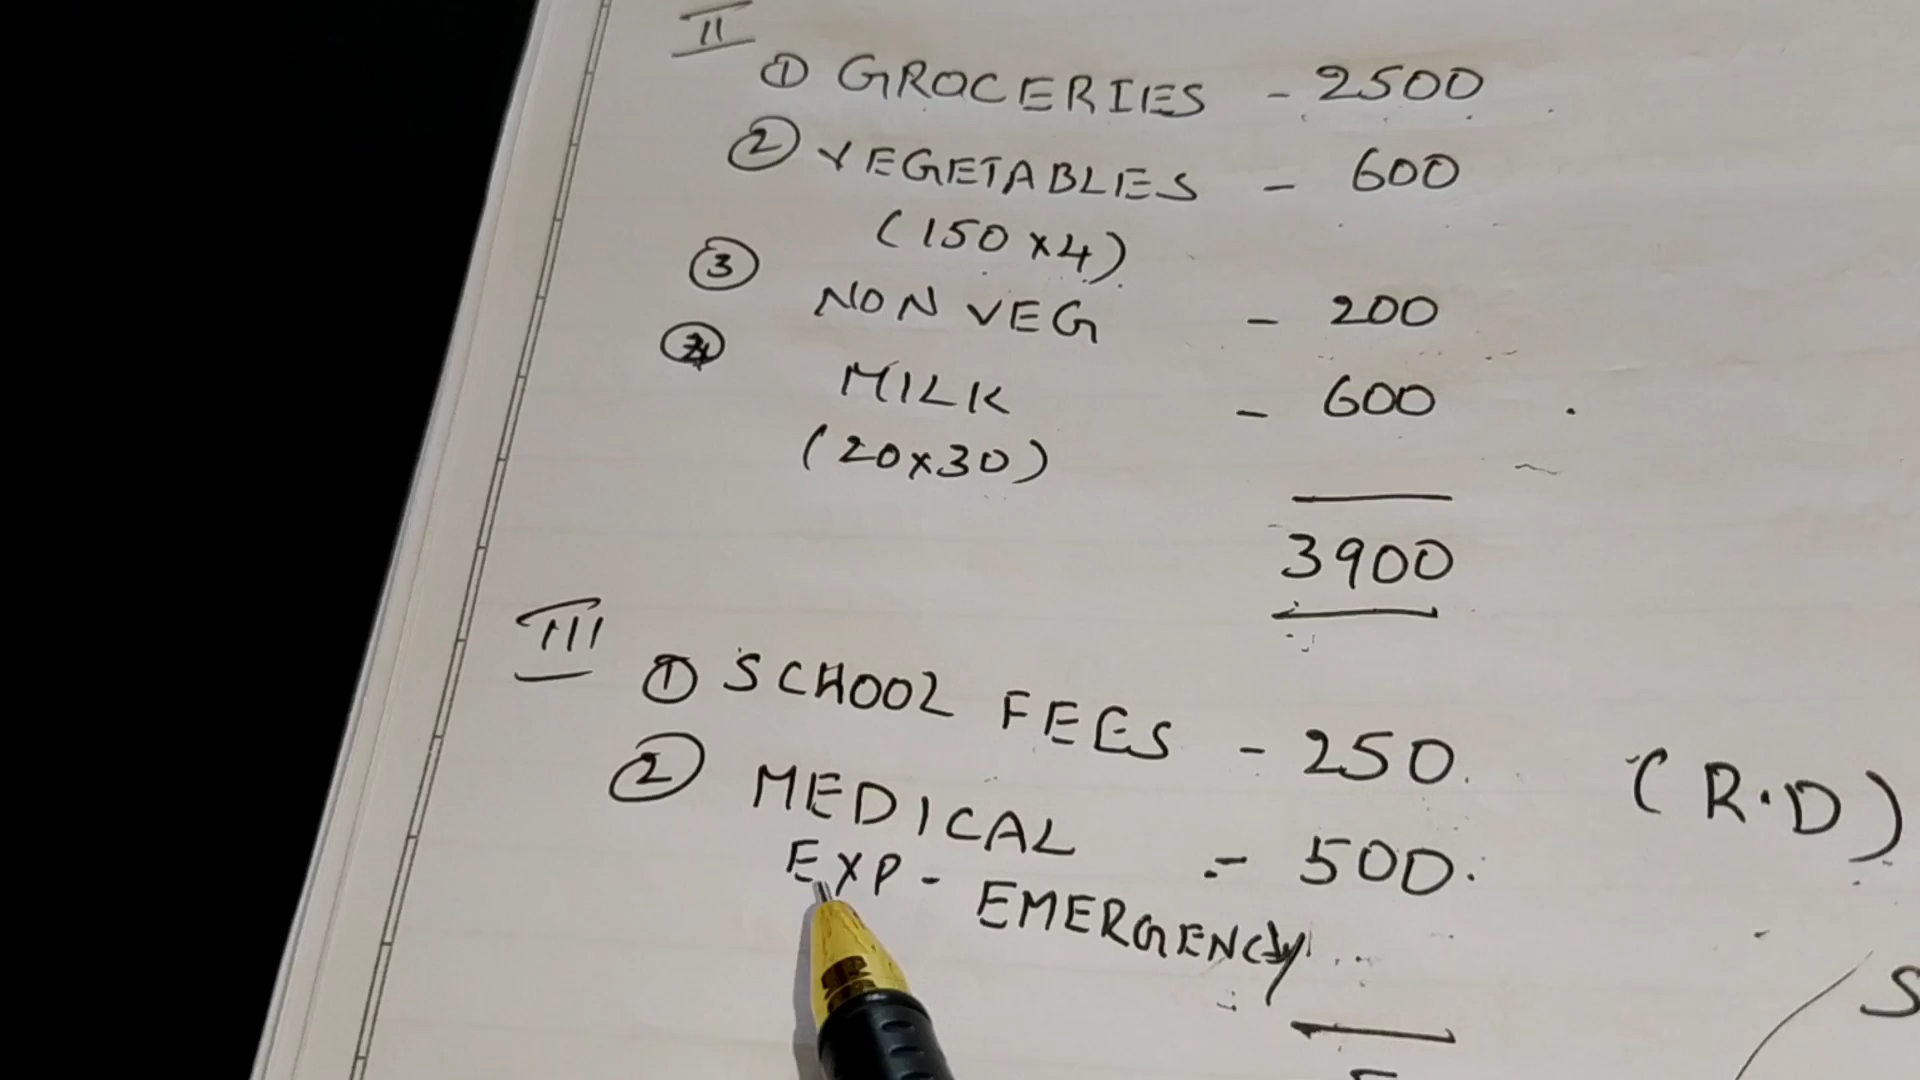 II
① GROCERIES - 2500
② VEGETABLES - 600
(150x4)
③ NON VEG - 200
④ MILK - 600
(20x30)
3900
III
① SCHOOL FEES - 250. (R.D)
② MEDICAL - 500.
EXP - EMERGENCY
S